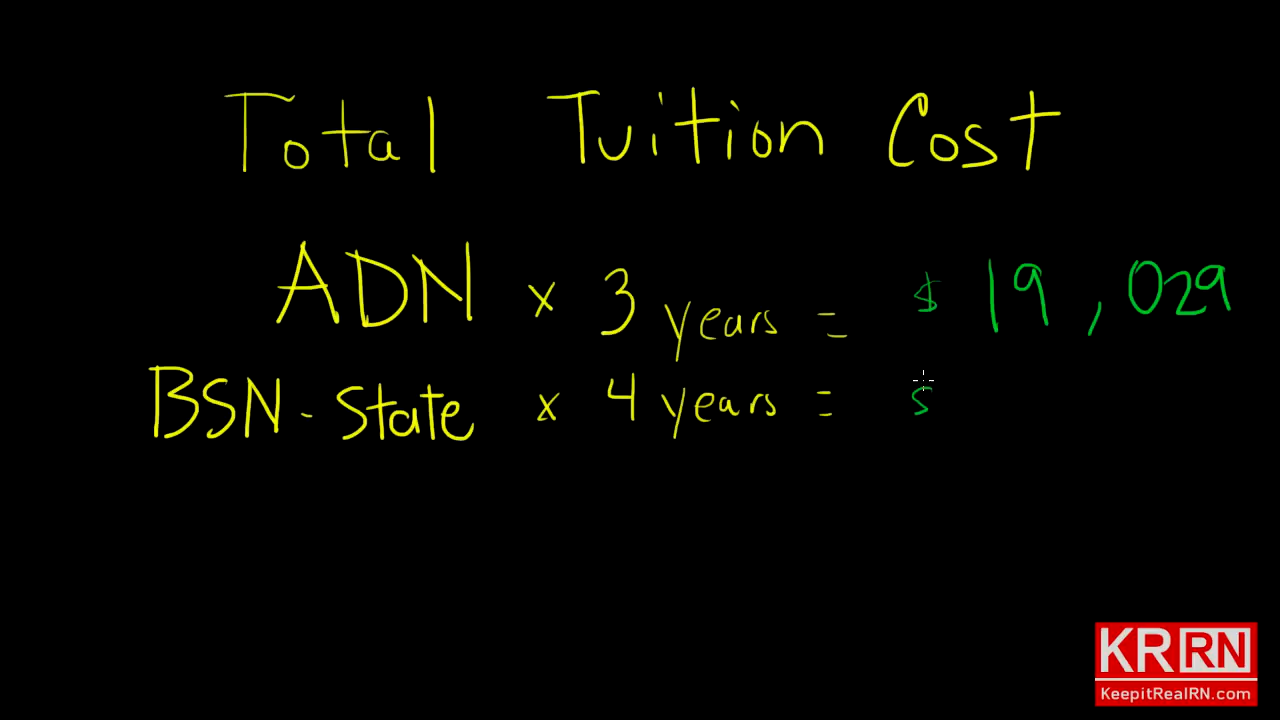 Total Tuition Cost
ADN x 3 years = $ 19,029
BSN - State x 4 years = s
KRRN
KeepitRealRN.com